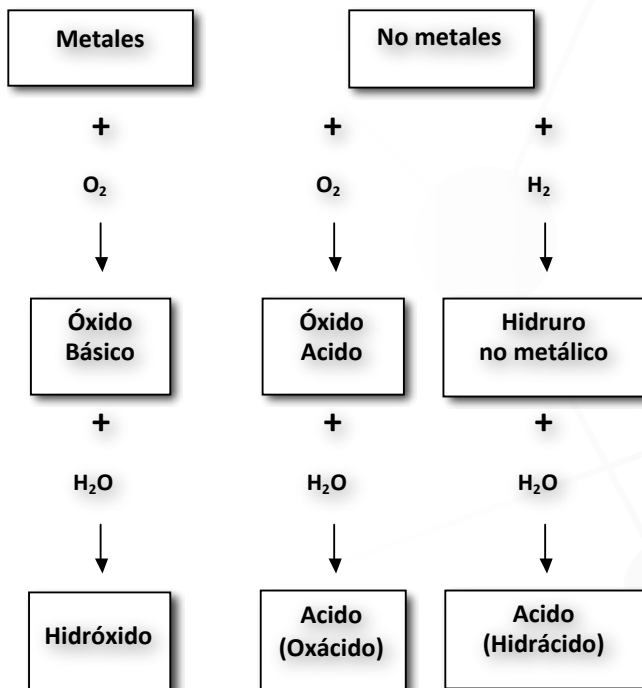 Metales
No metales
+
+
+
O₂
O₂
H₂
Óxido
Básico
Óxido
Acido
Hidruro
no metálico
+
+
+
H₂O
H₂O
H₂O
Hidróxido
Acido
(Oxácido)
Acido
(Hidrácido)